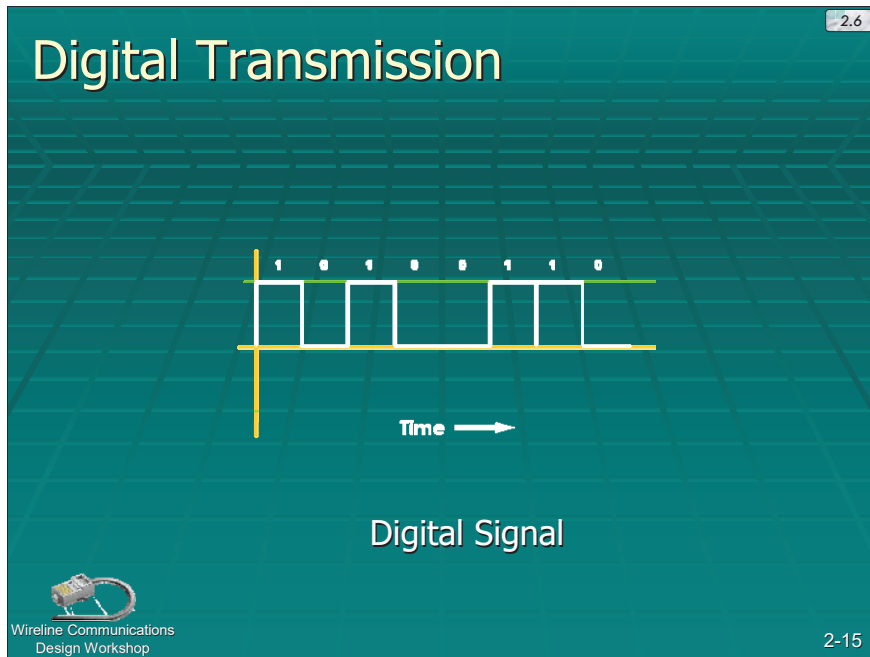 2.6
Digital Transmission
1 0 1 0 0 1 1 0
Time
Digital Signal
Wireline Communications
Design Workshop
2-15